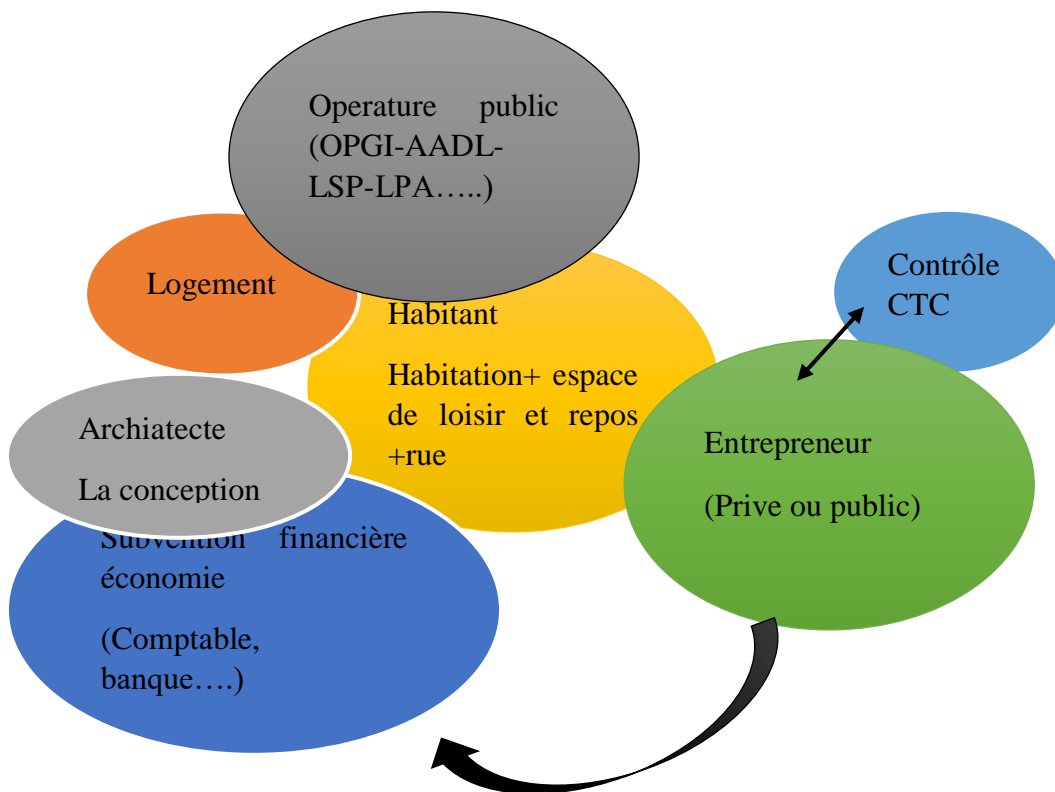 Operature public
(OPGI-AADL-
LSP-LPA…..)
Logement
Contrôle
CTC
Habitant
Habitation+ espace
de loisir et repos
+rue
Archiatecte
La conception
Entrepreneur
(Prive ou public)
Subvention financière
économie
(Comptable,
banque….)